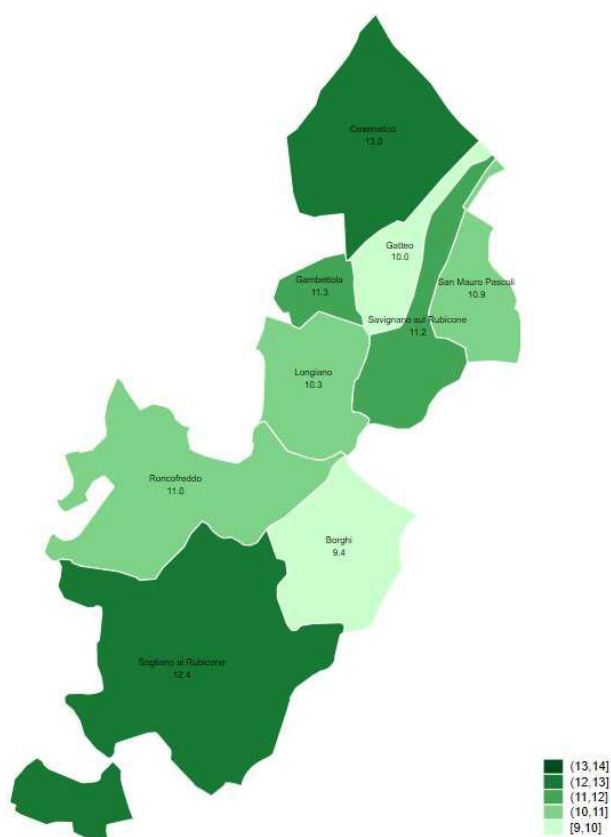 Cesenatico
13.0
Gatteo
10.0
Gambettola
11.3
San Mauro Pascoli
10.9
Savignano sul Rubicone
11.2
Longiano
10.3
Roncofreddo
11.0
Borghi
9.4
Sogliano al Rubicone
12.4
(13,14]
(12,13]
(11,12]
(10,11]
[9,10]